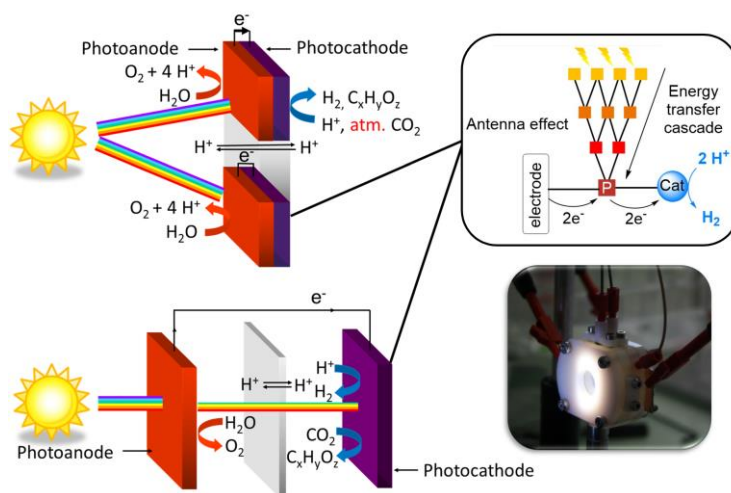 e⁻
Photoanode
Photocathode
O₂ + 4 H⁺
H₂O
H₂, CₓHᵧO_z
H⁺, atm. CO₂
H⁺ H⁺
e⁻
O₂ + 4 H⁺
H₂O
Antenna effect
Energy
transfer
cascade
2 H⁺
P
Cat
electrode
2e⁻
2e⁻
H₂
e⁻
H⁺
H⁺ H⁺
H₂
H₂O
O₂
CO₂
CₓHᵧO_z
Photoanode
Photocathode